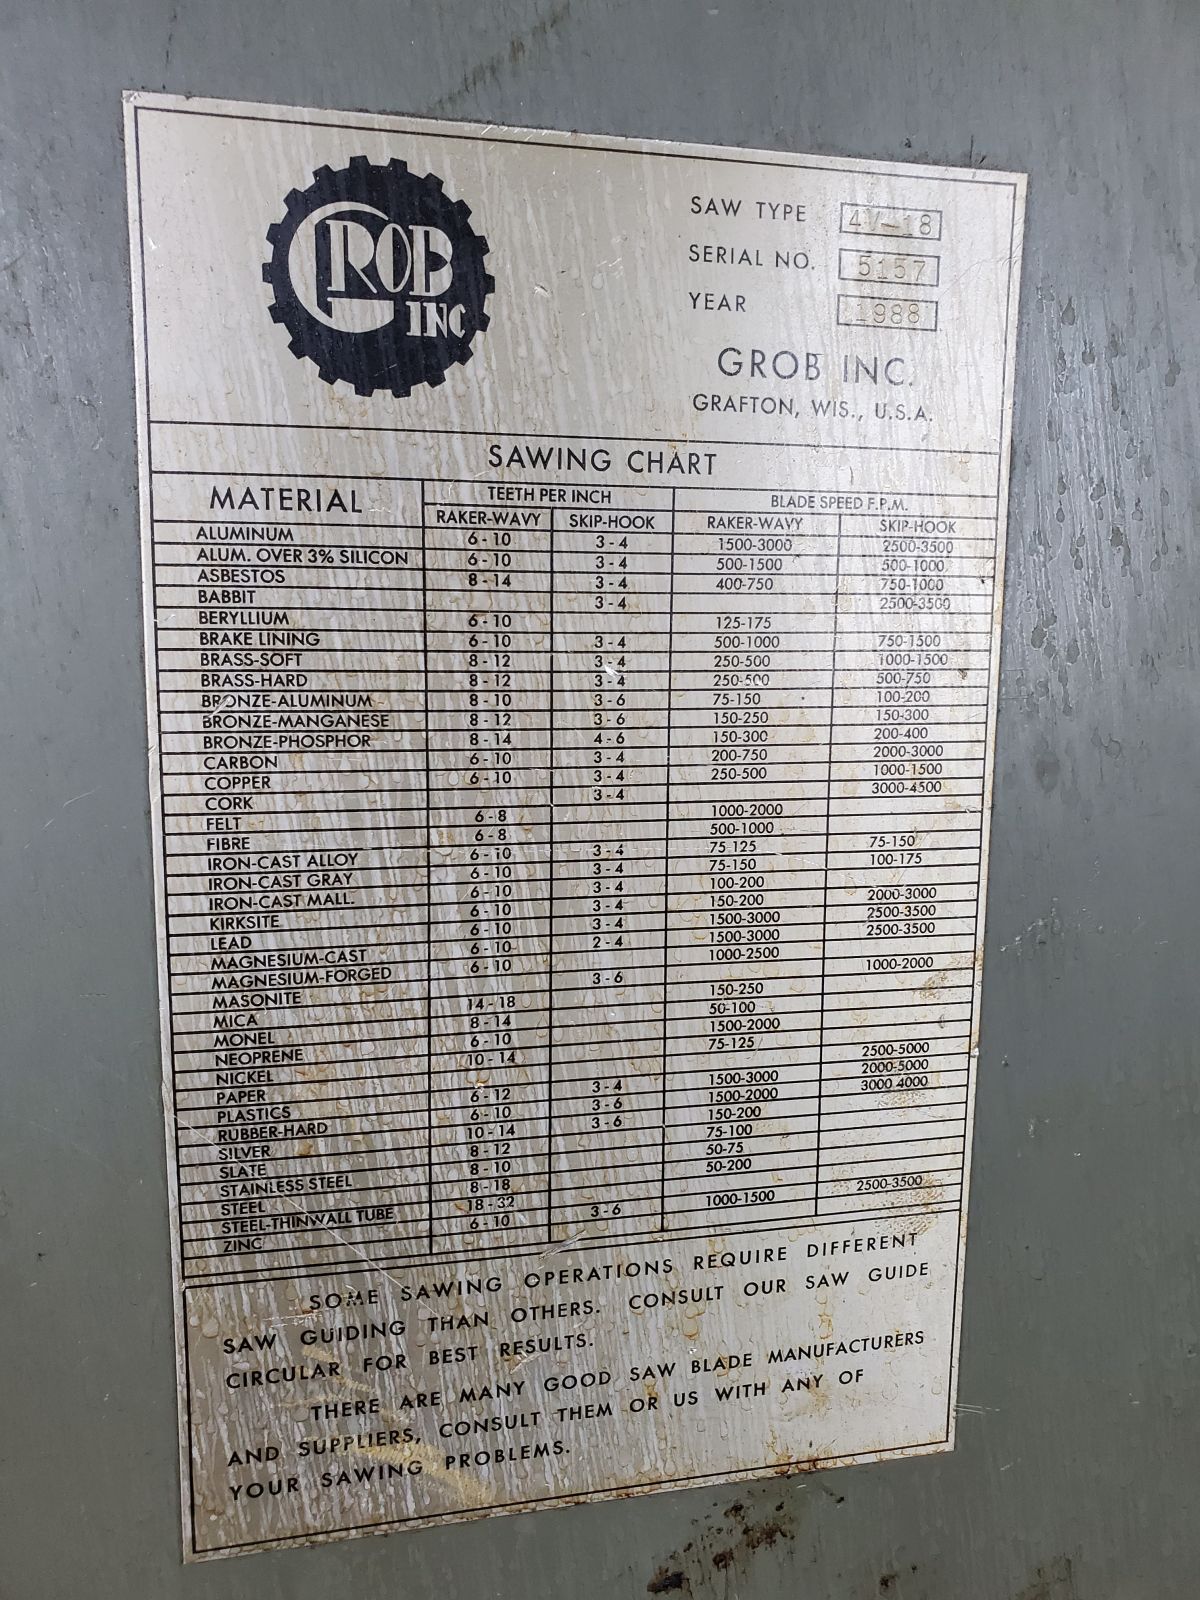 GROB INC
SAW TYPE 4V-18
SERIAL NO. 5157
YEAR 1988
GROB INC.
GRAFTON, WIS., U.S.A.
SAWING CHART
MATERIAL TEETH PER INCH BLADE SPEED F.P.M.
RAKER-WAVY SKIP-HOOK RAKER-WAVY SKIP-HOOK
ALUMINUM 6-10 3-4 1500-3000 2500-3500
ALUM. OVER 3% SILICON 6-10 3-4 500-1500 500-1000
ASBESTOS 8-14 3-4 400-750 750-1000
BABBIT 3-4 2500-3500
BERYLLIUM 6-10 125-175
BRAKE LINING 6-10 3-4 500-1000 750-1500
BRASS-SOFT 8-12 3-4 250-500 1000-1500
BRASS-HARD 8-12 3-4 250-500 500-750
BRONZE-ALUMINUM 8-10 3-6 75-150 100-200
BRONZE-MANGANESE 8-12 3-6 150-250 150-300
BRONZE-PHOSPHOR 8-14 4-6 150-300 200-400
CARBON 6-10 3-4 200-750 2000-3000
COPPER 6-10 3-4 250-500 1000-1500
CORK 3-4 3000-4500
FELT 6-8 1000-2000
FIBRE 6-8 500-1000
IRON-CAST ALLOY 6-10 3-4 75-125 75-150
IRON-CAST GRAY 6-10 3-4 75-150 100-175
IRON-CAST MALL. 6-10 3-4 100-200
KIRKSITE 6-10 3-4 150-200 2000-3000
LEAD 6-10 3-4 1500-3000 2500-3500
MAGNESIUM-CAST 6-10 2-4 1500-3000 2500-3500
MAGNESIUM-FORGED 6-10 1000-2500
MASONITE 3-6 1000-2000
MICA 14-18 150-250
MONEL 8-14 50-100
NEOPRENE 6-10 1500-2000
NICKEL 10-14 75-125
PAPER 3-4 2500-5000
PLASTICS 6-12 3-6 1500-3000 2000-5000
RUBBER-HARD 6-10 3-6 1500-2000 3000-4000
SILVER 10-14 150-200
SLATE 8-12 75-100
STAINLESS STEEL 8-10 50-75
STEEL 8-18 50-200
STEEL-THINWALL TUBE 18-32
ZINC 6-10 3-6 1000-1500 2500-3500
SOME SAWING OPERATIONS REQUIRE DIFFERENT
SAW GUIDING THAN OTHERS. CONSULT OUR SAW GUIDE
CIRCULAR FOR BEST RESULTS.
THERE ARE MANY GOOD SAW BLADE MANUFACTURERS
AND SUPPLIERS, CONSULT THEM OR US WITH ANY OF
YOUR SAWING PROBLEMS.